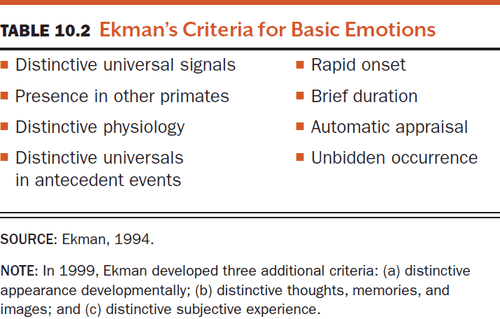 TABLE 10.2 Ekman's Criteria for Basic Emotions
Distinctive universal signals
Presence in other primates
Distinctive physiology
Distinctive universals
in antecedent events
Rapid onset
Brief duration
Automatic appraisal
Unbidden occurrence
SOURCE: Ekman, 1994.
NOTE: In 1999, Ekman developed three additional criteria: (a) distinctive
appearance developmentally; (b) distinctive thoughts, memories, and
images; and (c) distinctive subjective experience.